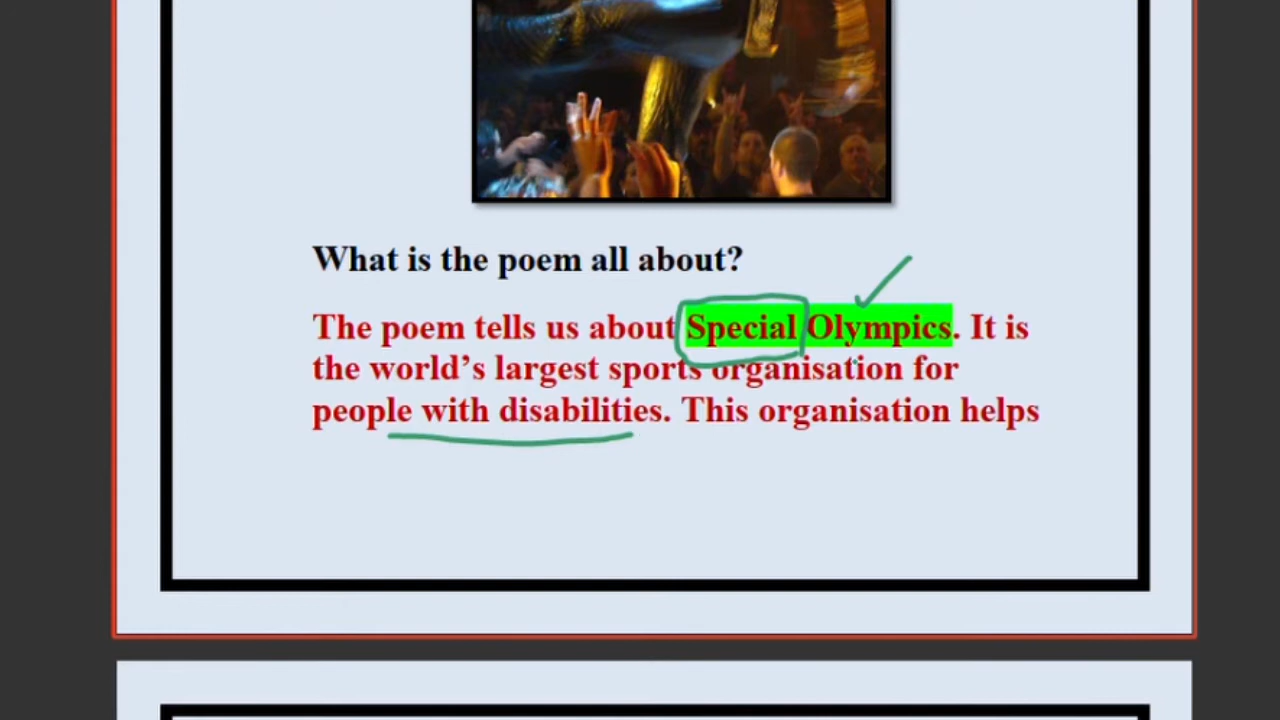 What is the poem all about?
The poem tells us about Special Olympics. It is
the world’s largest sports organisation for
people with disabilities. This organisation helps